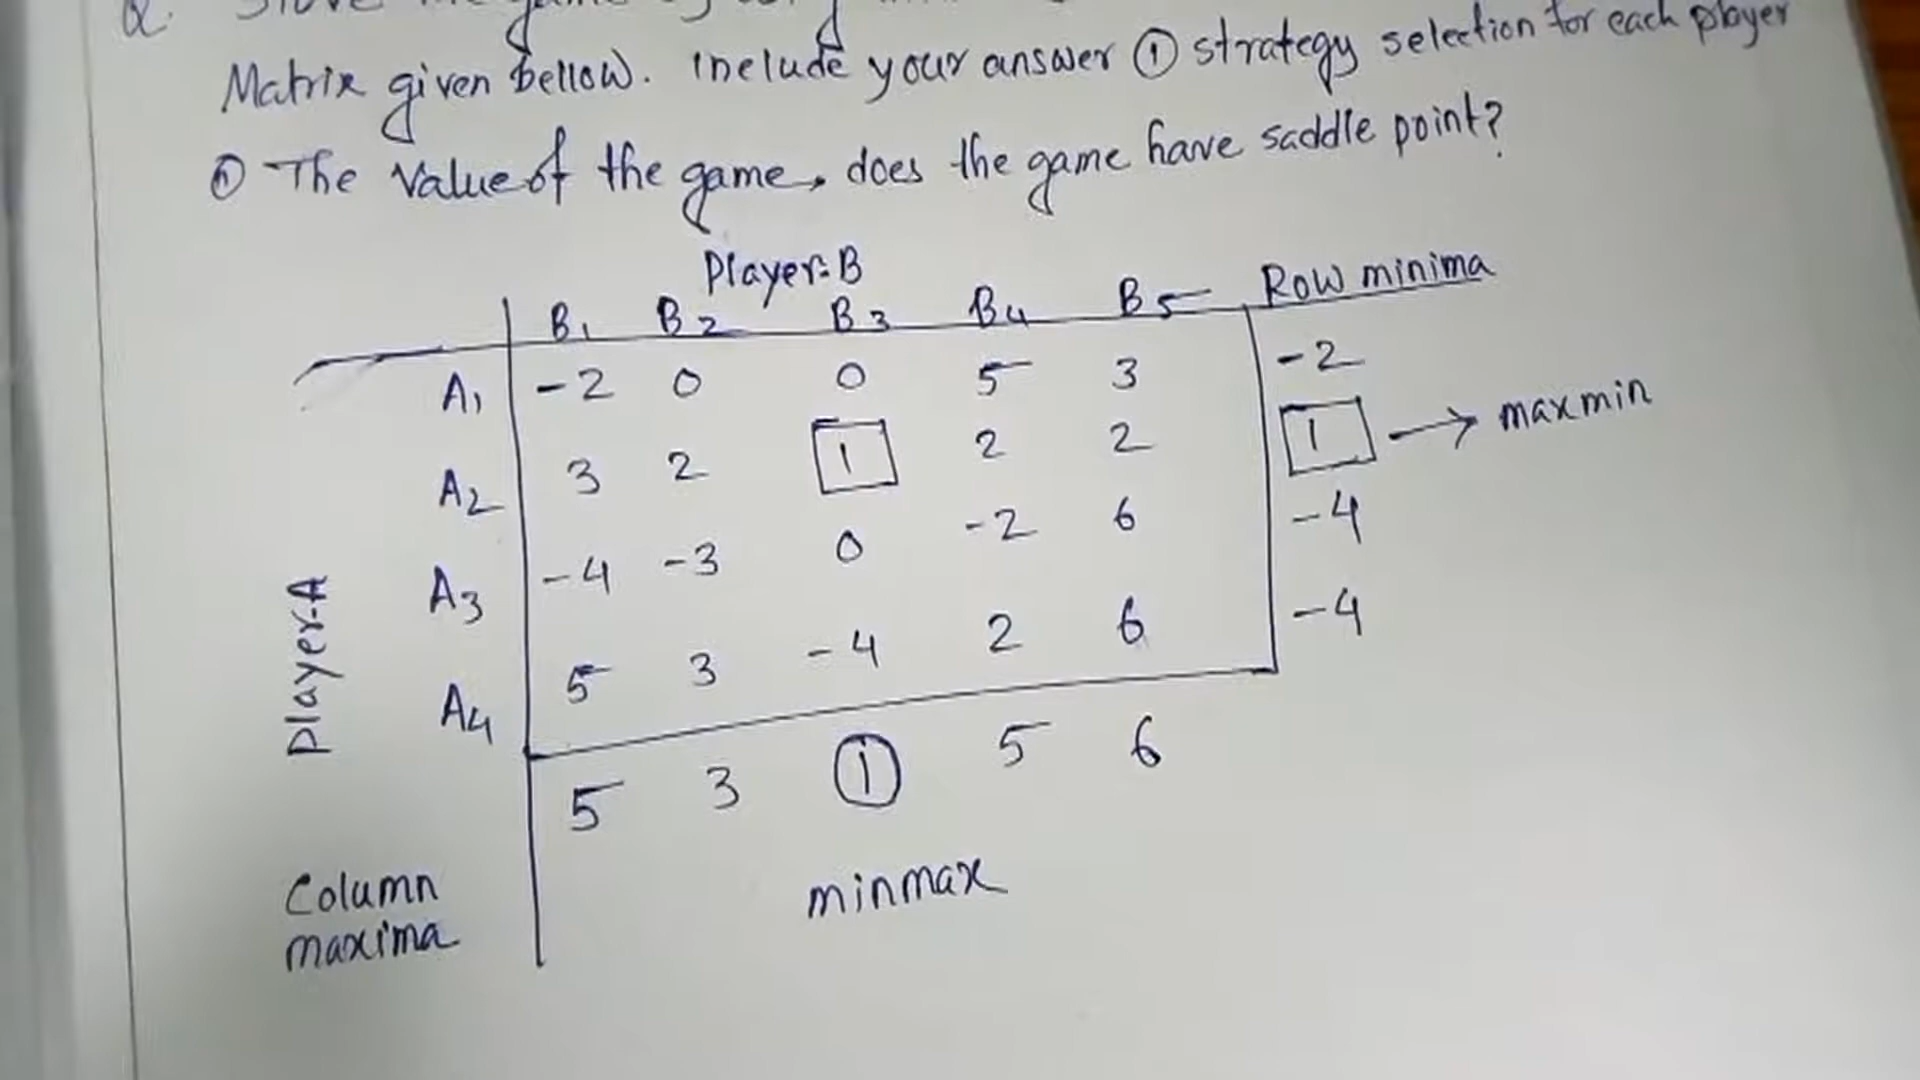 Matrix given bellow. Include your answer ① strategy selection for each player
⑪ The Value of the game, does the game have saddle point?
Player:B
B1 B2 B3 B4 B5 Row minima
A1 -2 0 0 5 3 -2
A2 3 2 1 2 2 1 → maxmin
A3 -4 -3 0 -2 6 -4
A4 5 3 -4 2 6 -4
Player-A
5 3 1 5 6
Column
maxima
minmax